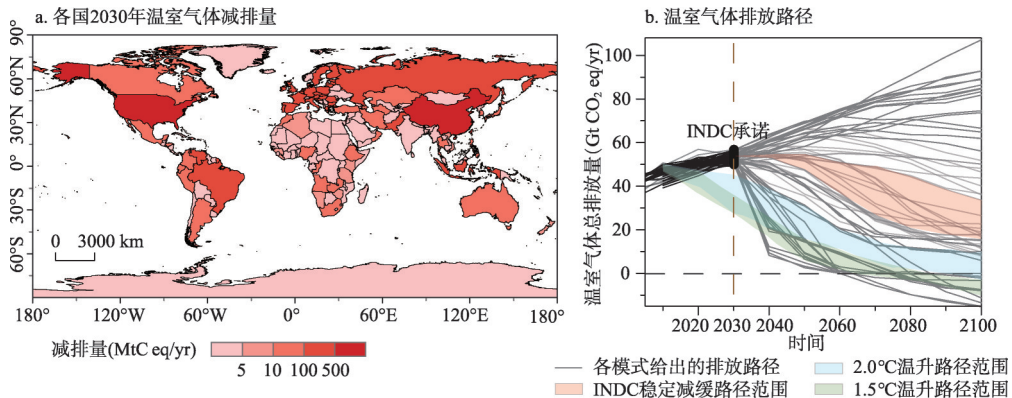 a. 各国2030年温室气体减排量
90°N
60°N
30°N
0°
30°S
60°S
0 3000 km
180° 120°W 60°W 0° 60°E 120°E 180°
减排量(MtC eq/yr)
5 10 100 500
b. 温室气体排放路径
温室气体总排放量(Gt CO₂ eq/yr)
100
80
60
40
20
0
INDC承诺
2020 2030 2040 2060 2080 2100
时间
各模式给出的排放路径
2.0℃温升路径范围
INDC稳定减缓路径范围
1.5℃温升路径范围